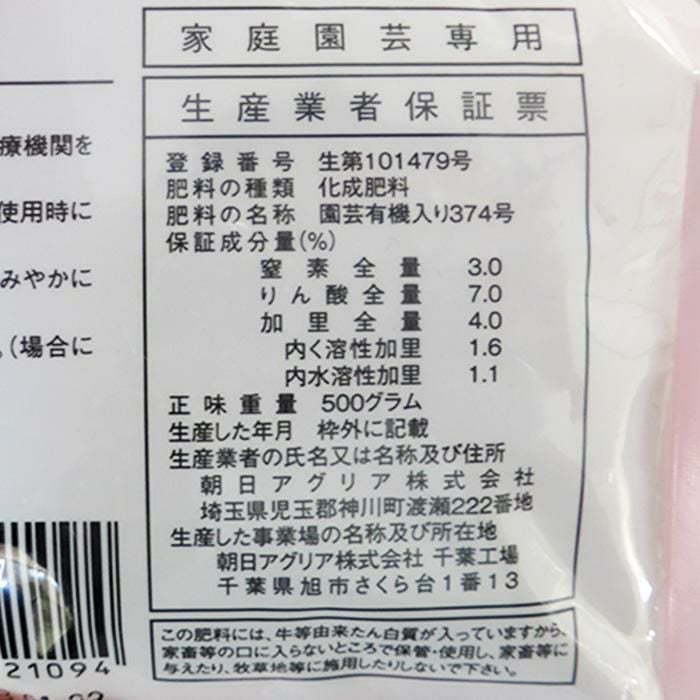 家庭園芸専用
生産業者保証票
療機関を
使用時に
みやかに
。(場合に
登録番号 生第101479号
肥料の種類 化成肥料
肥料の名称 園芸有機入り374号
保証成分量(%)
窒素全量 3.0
りん酸全量 7.0
加里全量 4.0
内く溶性加里 1.6
内水溶性加里 1.1
正味重量 500グラム
生産した年月 枠外に記載
生産業者の氏名又は名称及び住所
朝日アグリア株式会社
埼玉県児玉郡神川町渡瀬222番地
生産した事業場の名称及び所在地
朝日アグリア株式会社 千葉工場
千葉県旭市さくら台1番13
この肥料には、牛等由来たん白質が入っていますから、
家畜等の口に入らないところで保管・使用し、家畜等に
与えたり、牧草地等に施用したりしないで下さい。
21094